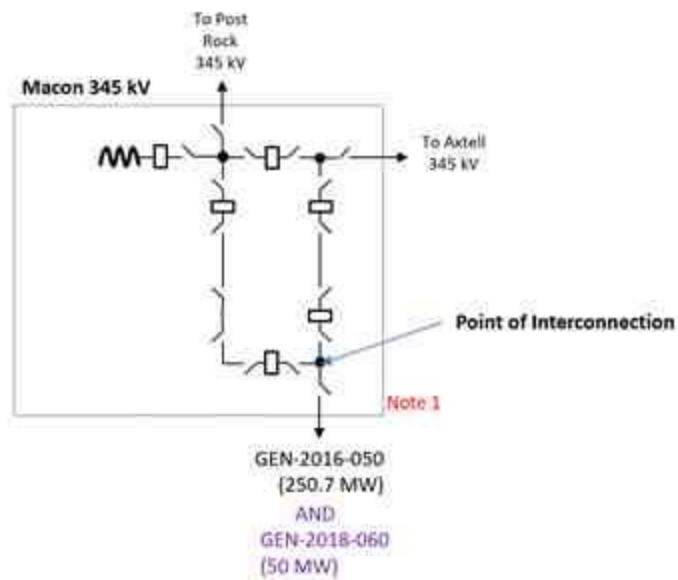 To Post
Rock
345 kV
Macon 345 kV
To Axtell
345 kV
Point of Interconnection
Note 1
GEN-2016-050
(250.7 MW)
AND
GEN-2018-060
(50 MW)